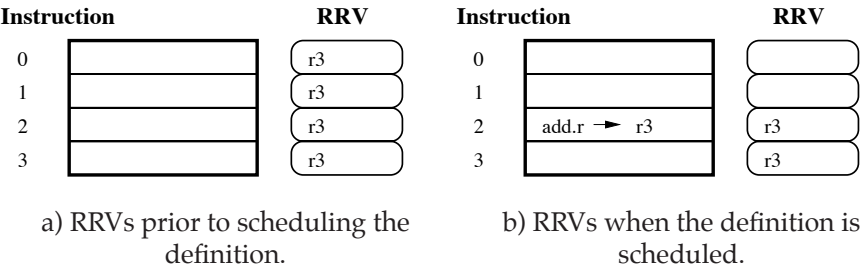 Instruction RRV Instruction RRV
0 r3 0
1 r3 1
2 r3 2 add.r r3 r3
3 r3 3 r3
a) RRVs prior to scheduling the b) RRVs when the definition is
definition. scheduled.